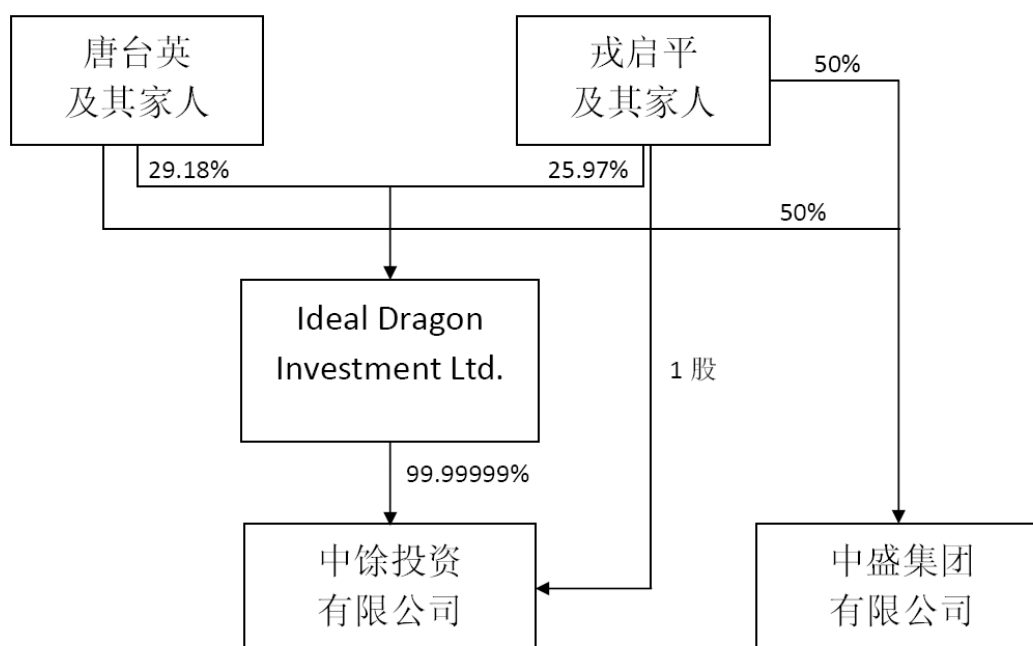 唐台英
及其家人
戎启平
及其家人
50%
29.18%
25.97%
50%
Ideal Dragon
Investment Ltd.
1 股
99.99999%
中馀投资
有限公司
中盛集团
有限公司